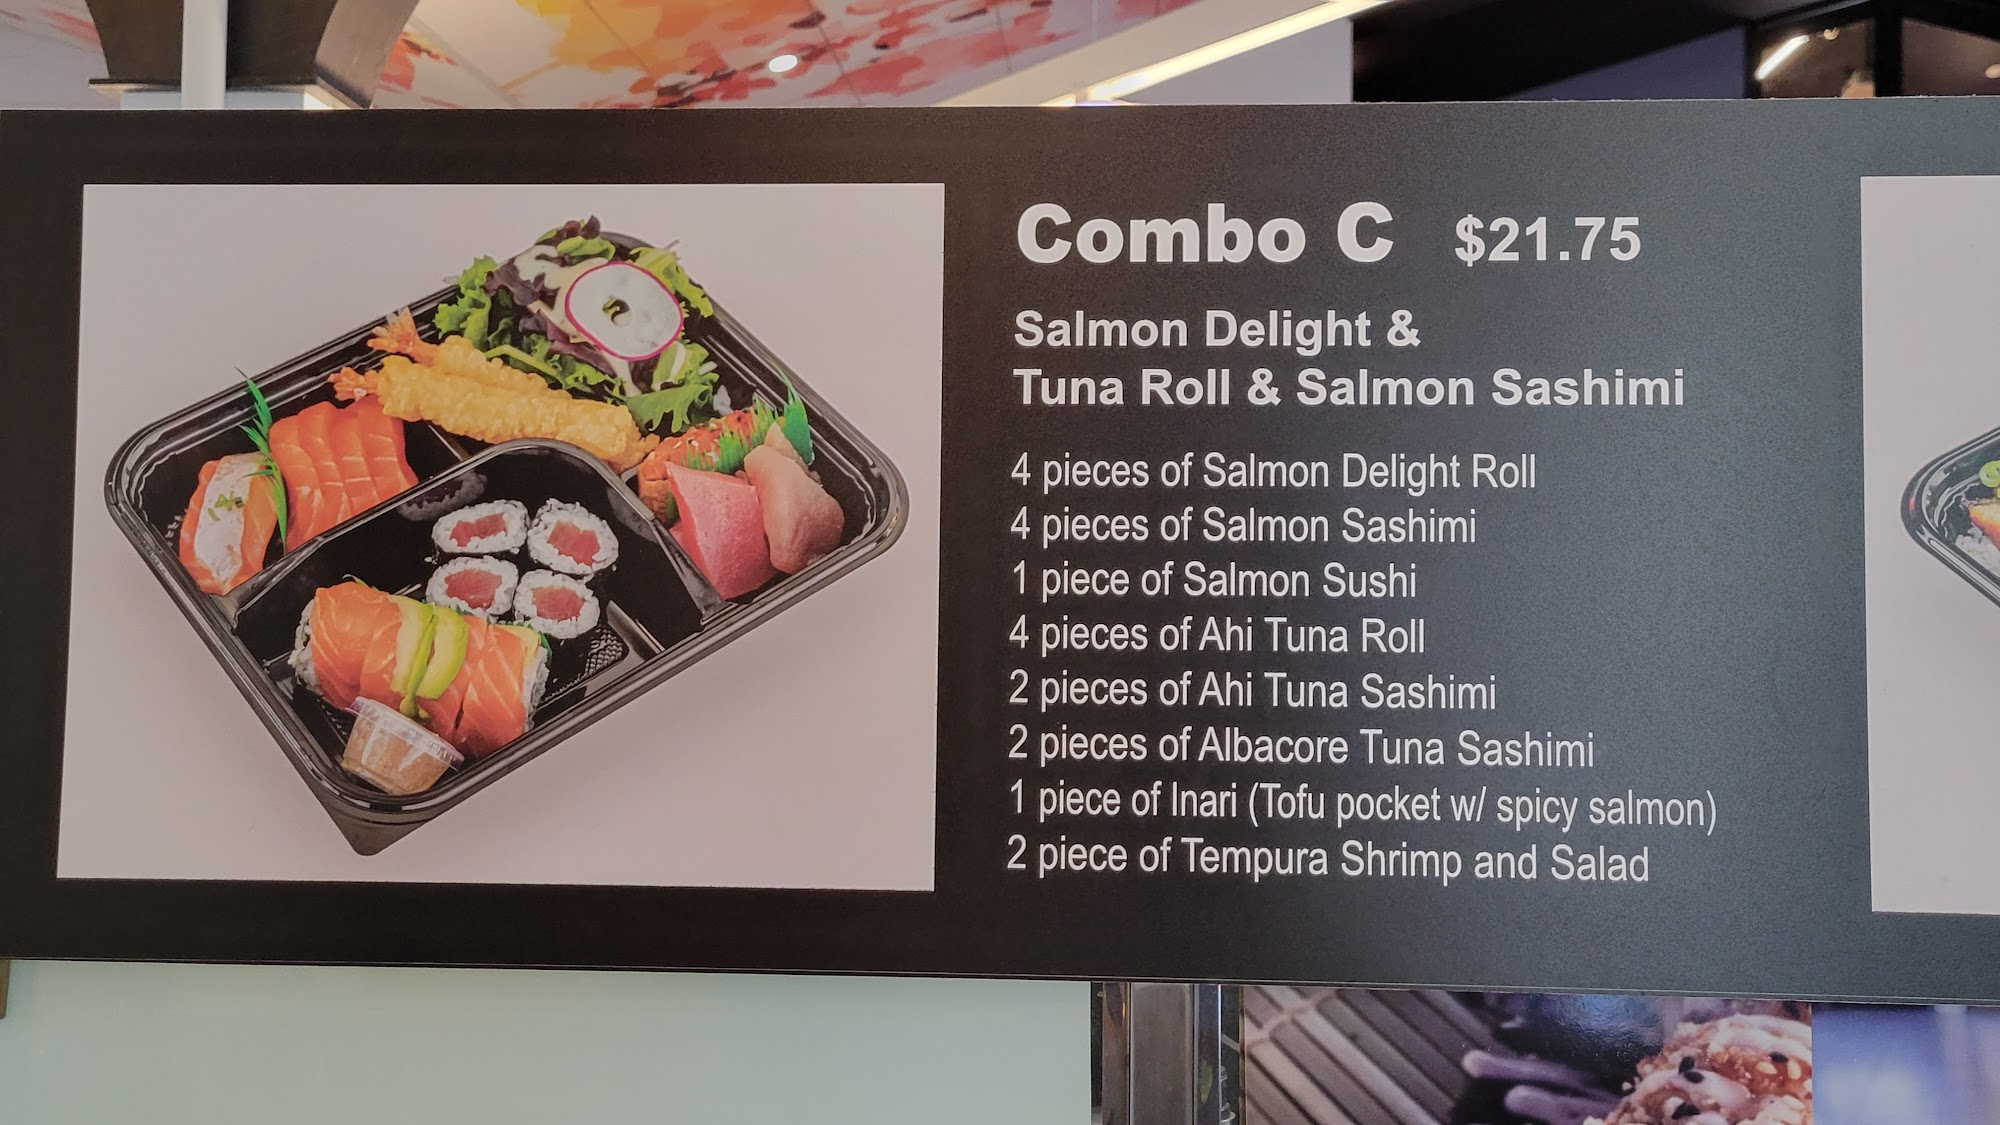 Combo C $21.75
Salmon Delight &
Tuna Roll & Salmon Sashimi
4 pieces of Salmon Delight Roll
4 pieces of Salmon Sashimi
1 piece of Salmon Sushi
4 pieces of Ahi Tuna Roll
2 pieces of Ahi Tuna Sashimi
2 pieces of Albacore Tuna Sashimi
1 piece of Inari (Tofu pocket w/ spicy salmon)
2 piece of Tempura Shrimp and Salad